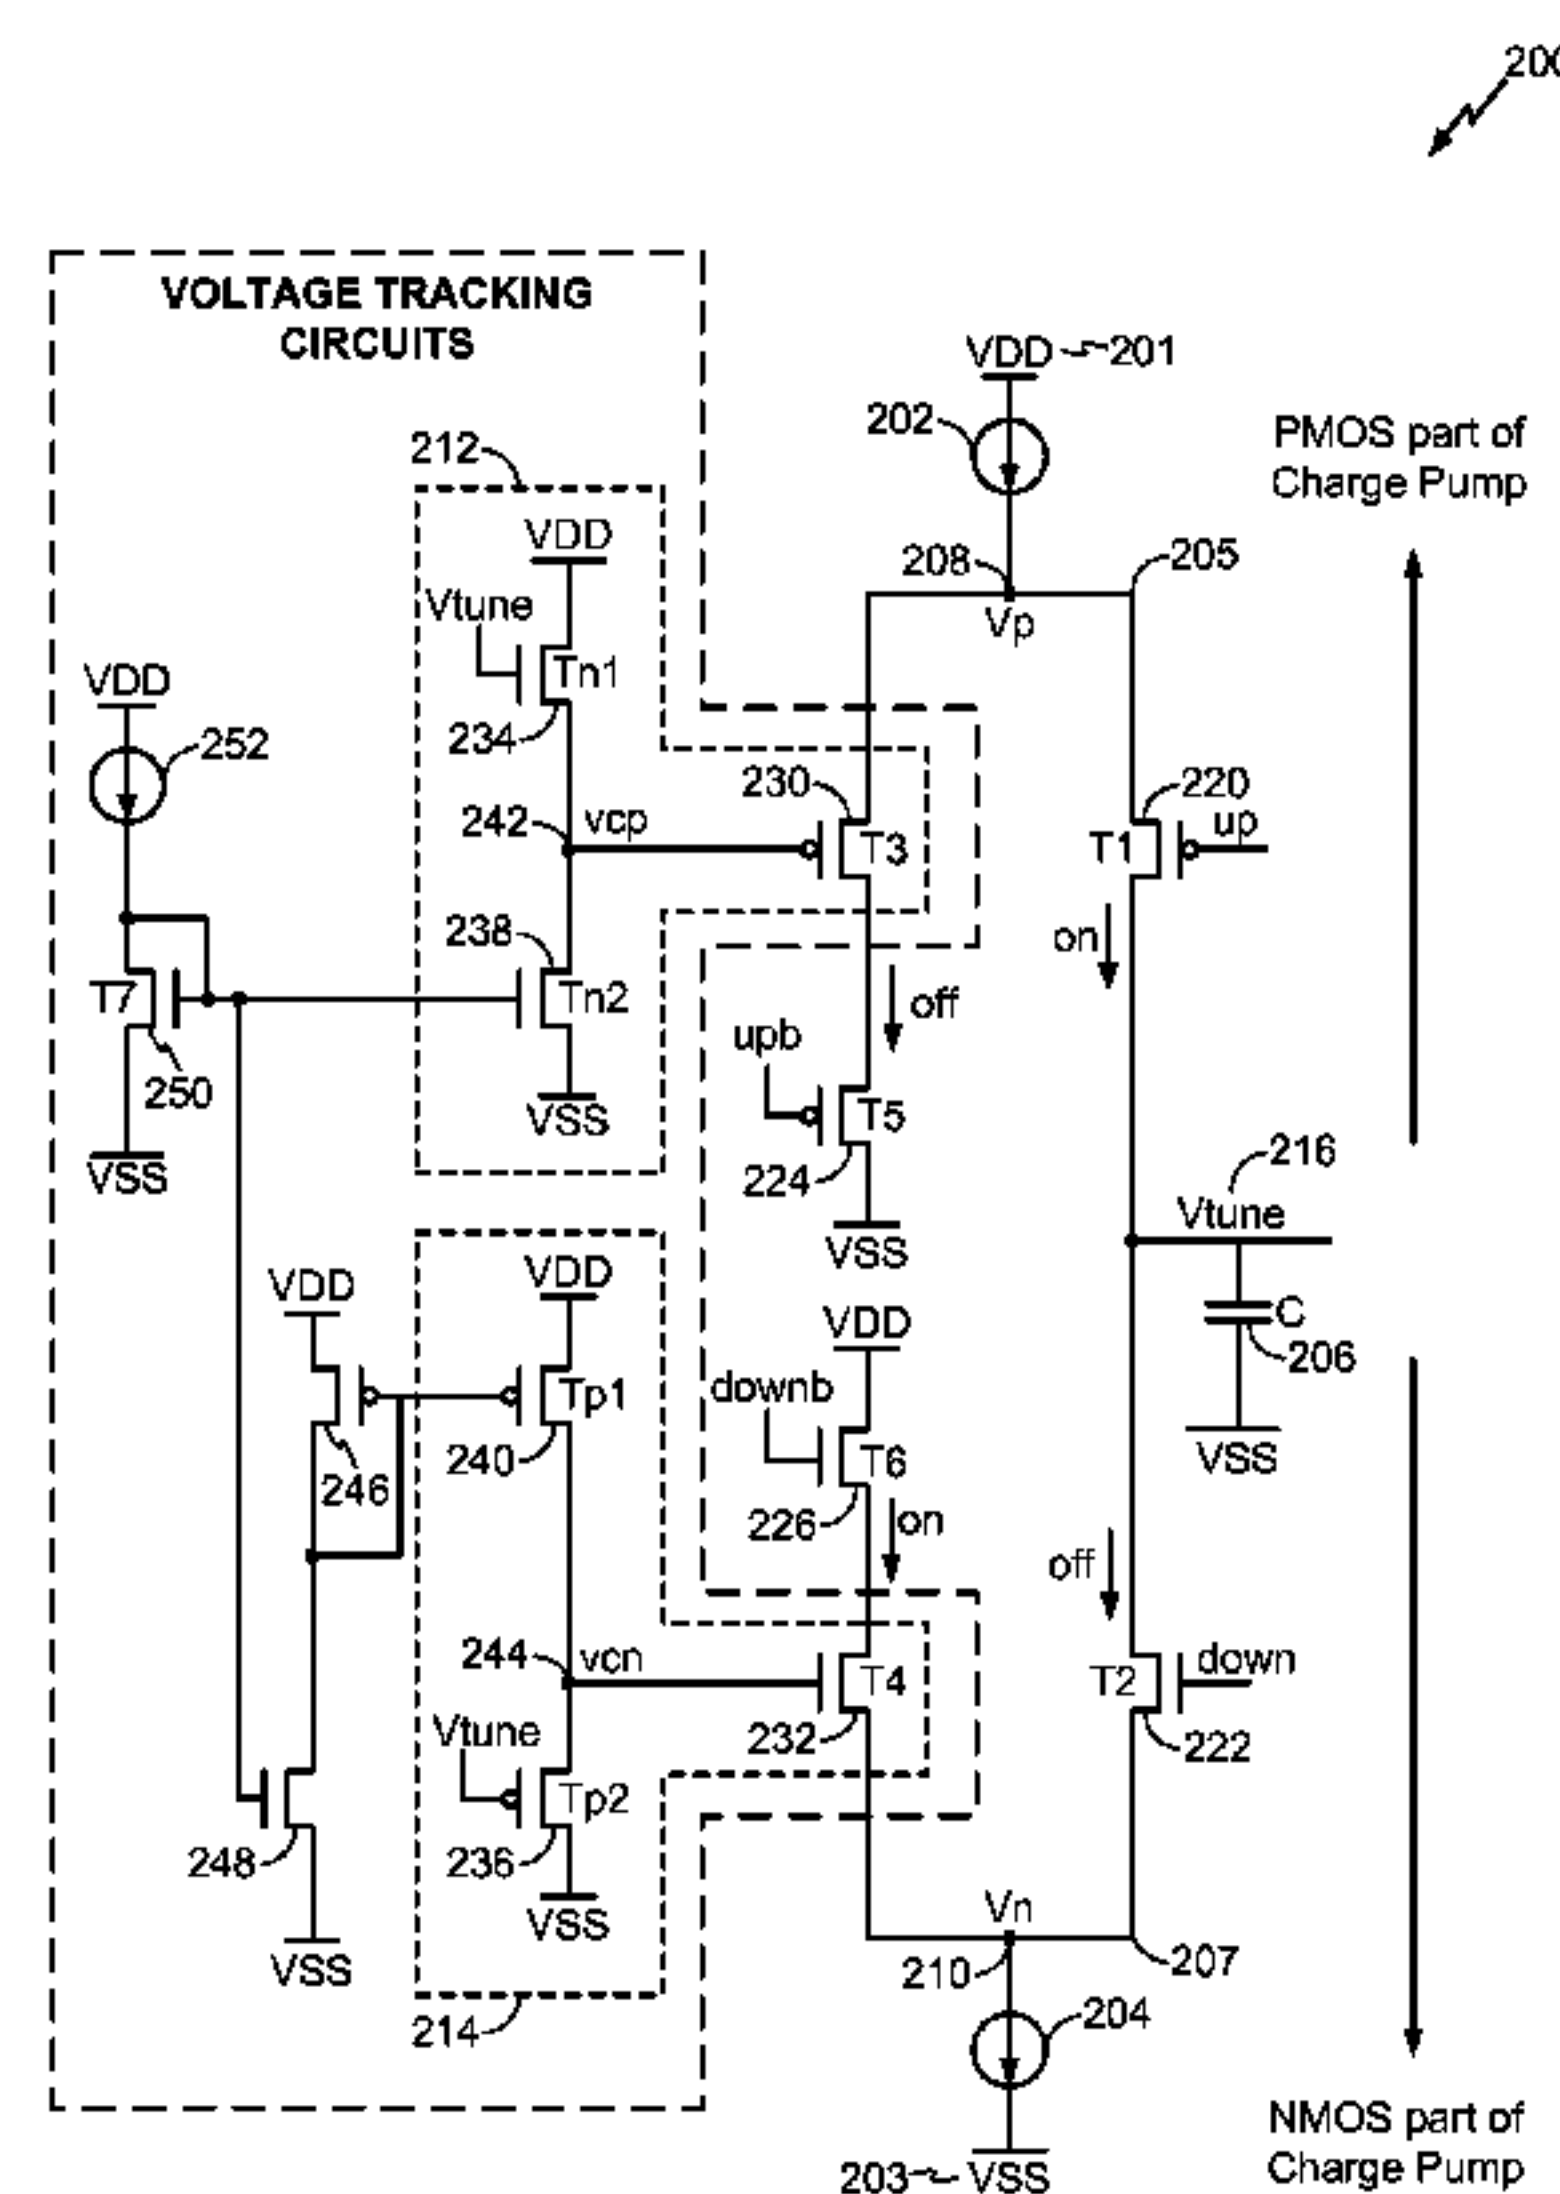 200
VOLTAGE TRACKING
CIRCUITS
VDD 201
202
PMOS part of
Charge Pump
212
VDD
208
205
Vtune
Vp
Tn1
VDD
234
252
230
220
242
vcp
up
T3
T1
238
on
T7
Tn2
off
upb
250
VSS
T5
216
VSS
224
Vtune
VSS
VDD
VDD
VDD
C
206
downb
Tp1
240
T6
VSS
246
226
on
off
244
vcn
down
T4
T2
Vtune
232
222
Tp2
248
236
VSS
Vn
VSS
210
207
214
204
NMOS part of
Charge Pump
203 VSS